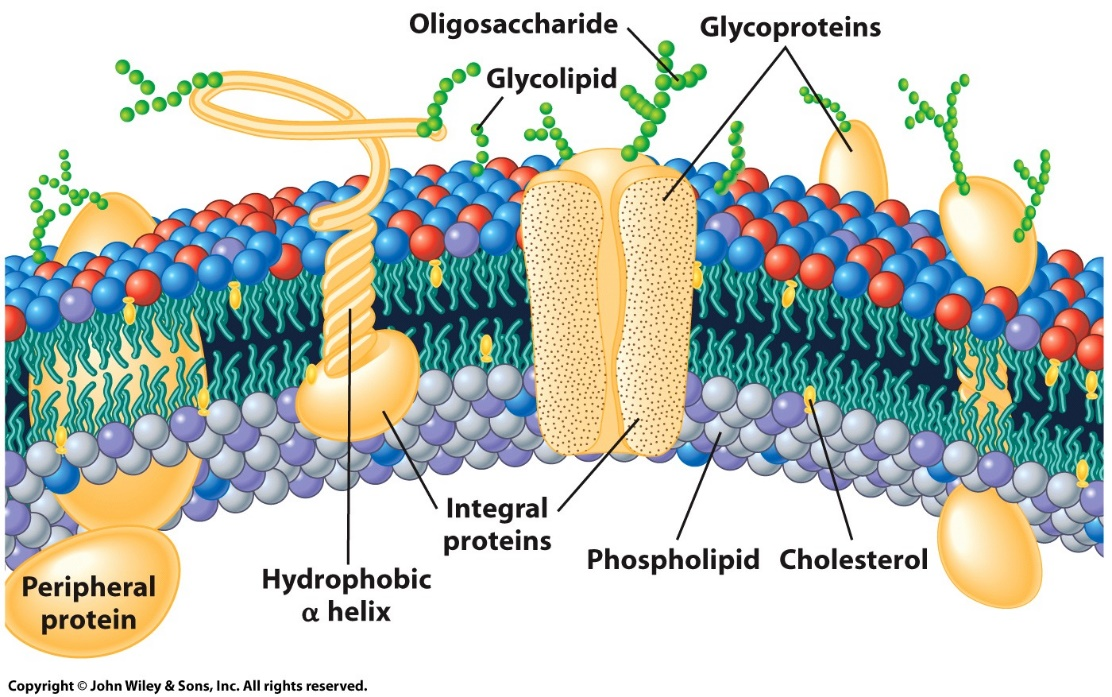 Oligosaccharide
Glycoproteins
Glycolipid
Integral
proteins
Phospholipid
Cholesterol
Hydrophobic
α helix
Peripheral
protein
Copyright © John Wiley & Sons, Inc. All rights reserved.